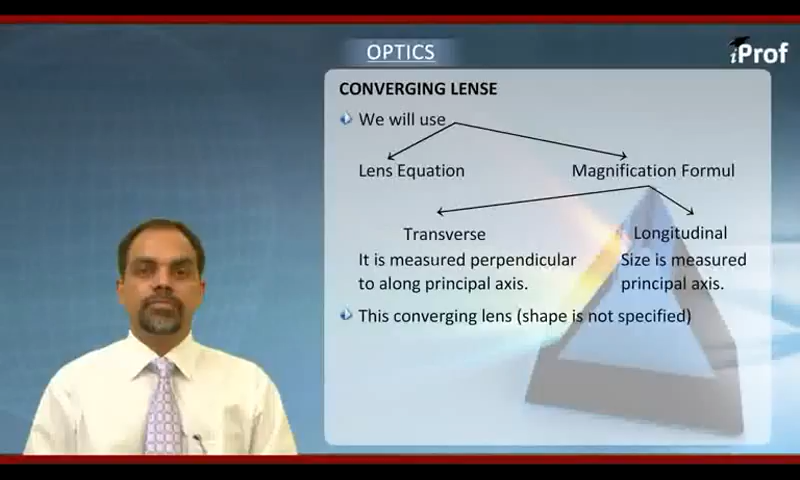 OPTICS
iProf
CONVERGING LENSE
We will use
Lens Equation Magnification Formul
Transverse Longitudinal
It is measured perpendicular Size is measured
to along principal axis. principal axis.
This converging lens (shape is not specified)